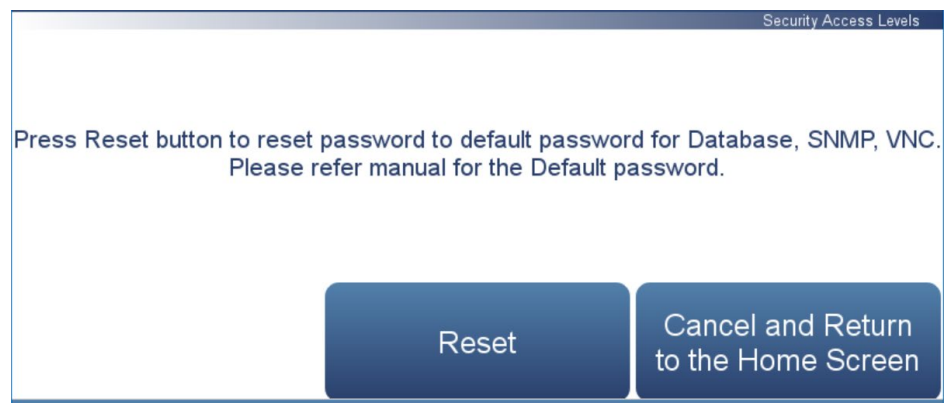 Security Access Levels
Press Reset button to reset password to default password for Database, SNMP, VNC.
Please refer manual for the Default password.
Reset
Cancel and Return
to the Home Screen